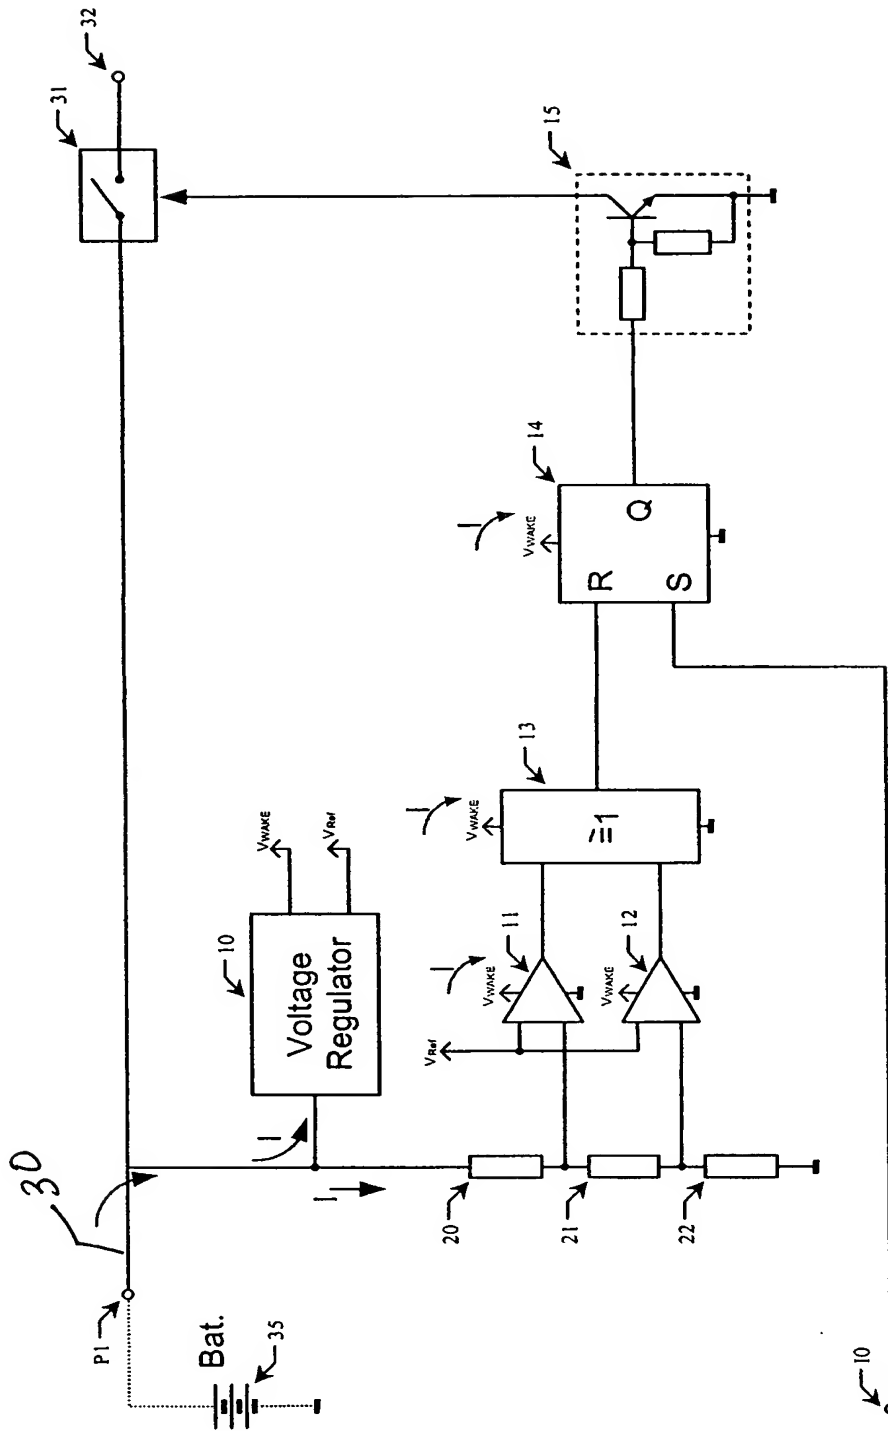 30
P1
Bat.
35
31
32
I
10
Voltage
Regulator
VWAKE
VRef
I
20
21
22
VRef
I
VWAKE
11
VWAKE
12
I
VWAKE
13
≥1
I
VWAKE
14
R
S
Q
15
10